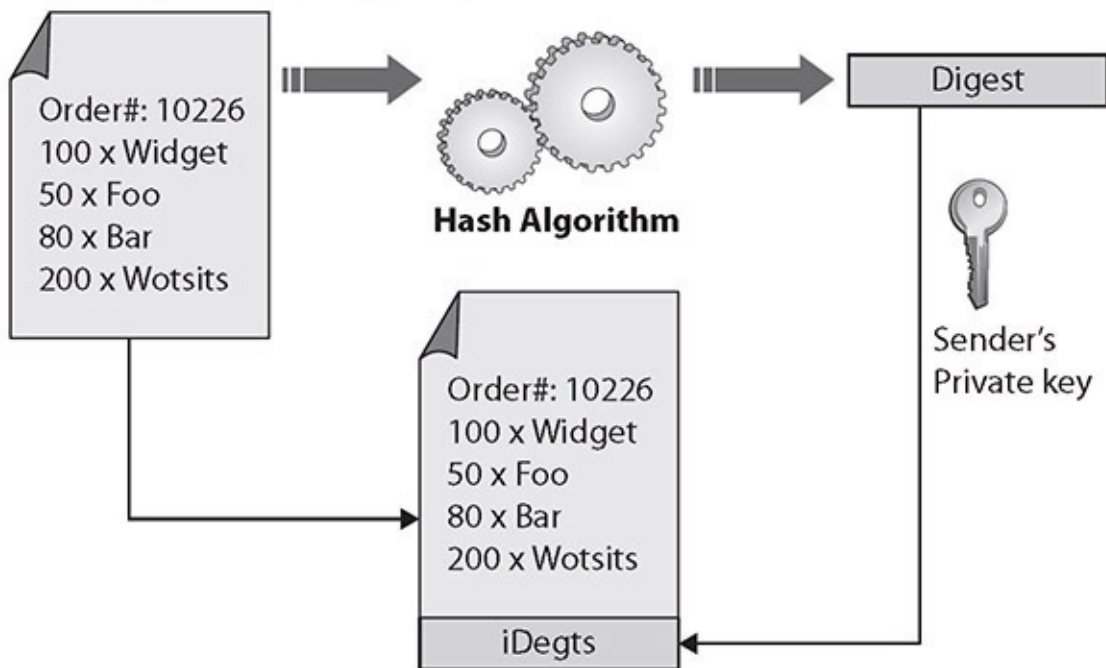 Order#: 10226
100 x Widget
50 x Foo
80 x Bar
200 x Wotsits
Hash Algorithm
Digest
Sender's
Private key
Order#: 10226
100 x Widget
50 x Foo
80 x Bar
200 x Wotsits
iDegts